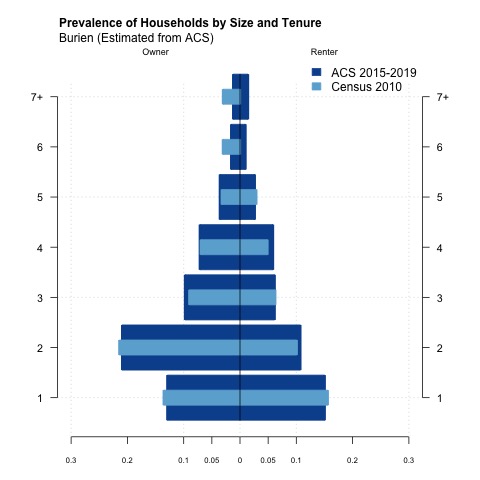 Prevalence of Households by Size and Tenure
Burien (Estimated from ACS)
Owner Renter
ACS 2015-2019
Census 2010
7+ 7+
6 6
5 5
4 4
3 3
2 2
1 1
0.3 0.2 0.1 0.05 0 0.05 0.1 0.2 0.3